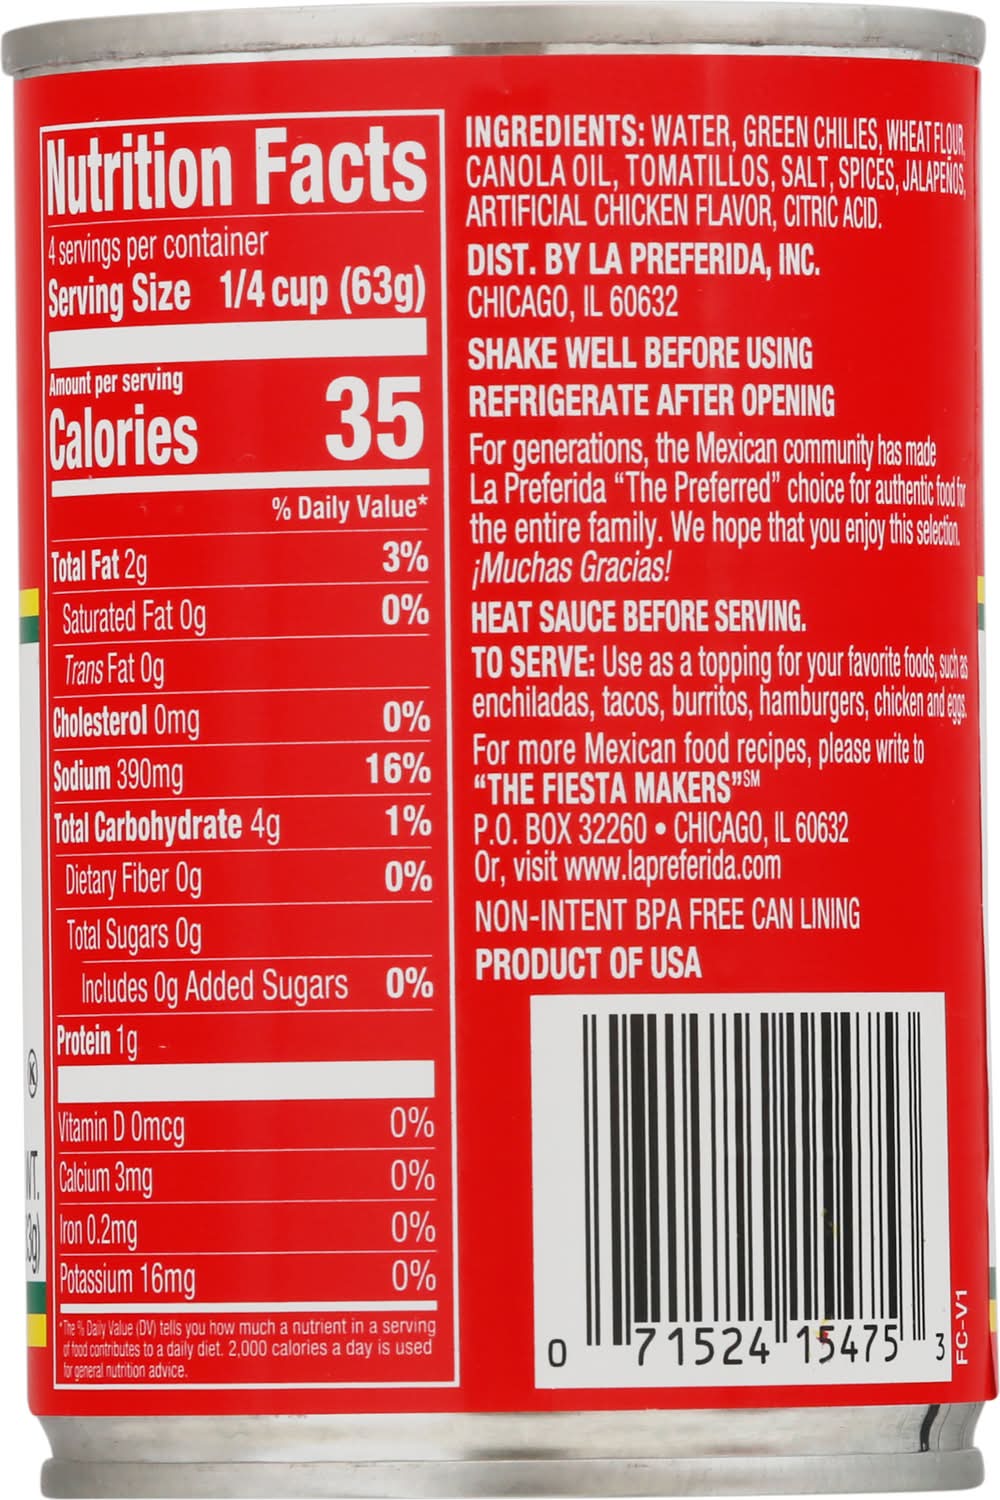 Nutrition Facts
4 servings per container
Serving Size 1/4 cup (63g)
Amount per serving
Calories 35
% Daily Value*
Total Fat 2g 3%
Saturated Fat 0g 0%
Trans Fat 0g
Cholesterol 0mg 0%
Sodium 390mg 16%
Total Carbohydrate 4g 1%
Dietary Fiber 0g 0%
Total Sugars 0g
Includes 0g Added Sugars 0%
Protein 1g
Vitamin D 0mcg 0%
Calcium 3mg 0%
Iron 0.2mg 0%
Potassium 16mg 0%
*The % Daily Value (DV) tells you how much a nutrient in a serving
of food contributes to a daily diet. 2,000 calories a day is used
for general nutrition advice.
INGREDIENTS: WATER, GREEN CHILIES, WHEAT FLOUR,
CANOLA OIL, TOMATILLOS, SALT, SPICES, JALAPEÑOS,
ARTIFICIAL CHICKEN FLAVOR, CITRIC ACID.
DIST. BY LA PREFERIDA, INC.
CHICAGO, IL 60632
SHAKE WELL BEFORE USING
REFRIGERATE AFTER OPENING
For generations, the Mexican community has made
La Preferida “The Preferred” choice for authentic food for
the entire family. We hope that you enjoy this selection.
¡Muchas Gracias!
HEAT SAUCE BEFORE SERVING.
TO SERVE: Use as a topping for your favorite foods, such as
enchiladas, tacos, burritos, hamburgers, chicken and eggs.
For more Mexican food recipes, please write to
“THE FIESTA MAKERS”℠
P.O. BOX 32260 • CHICAGO, IL 60632
Or, visit www.lapreferida.com
NON-INTENT BPA FREE CAN LINING
PRODUCT OF USA
0 71524 15475 3
FC-V1
K
WT.
3g)